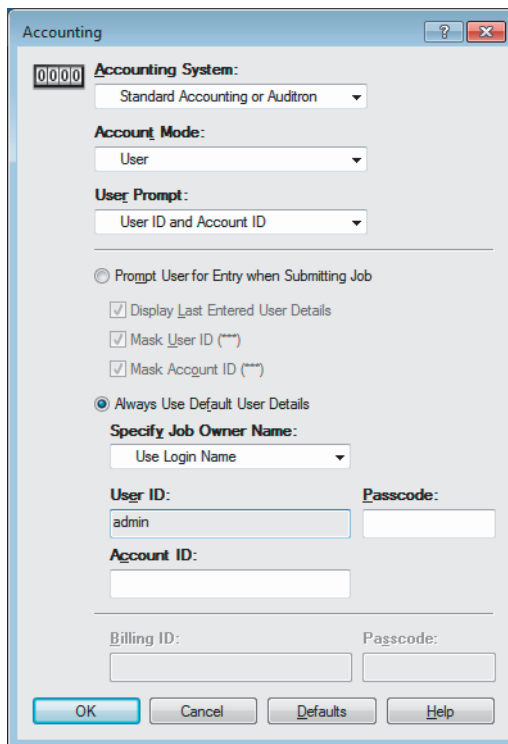 Accounting
?
0000
Accounting System:
Standard Accounting or Auditron
Account Mode:
User
User Prompt:
User ID and Account ID
Prompt User for Entry when Submitting Job
Display Last Entered User Details
Mask User ID (***)
Mask Account ID (***)
Always Use Default User Details
Specify Job Owner Name:
Use Login Name
User ID: Passcode:
admin
Account ID:
Billing ID: Passcode:
OK Cancel Defaults Help